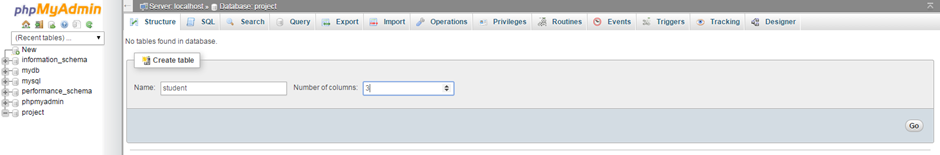 phpMyAdmin
(Recent tables) ...
New
information_schema
mydb
mysql
performance_schema
phpmyadmin
project
Server: localhost » Database: project
Structure SQL Search Query Export Import Operations Privileges Routines Events Triggers Tracking Designer
No tables found in database.
Create table
Name: student Number of columns: 3
Go